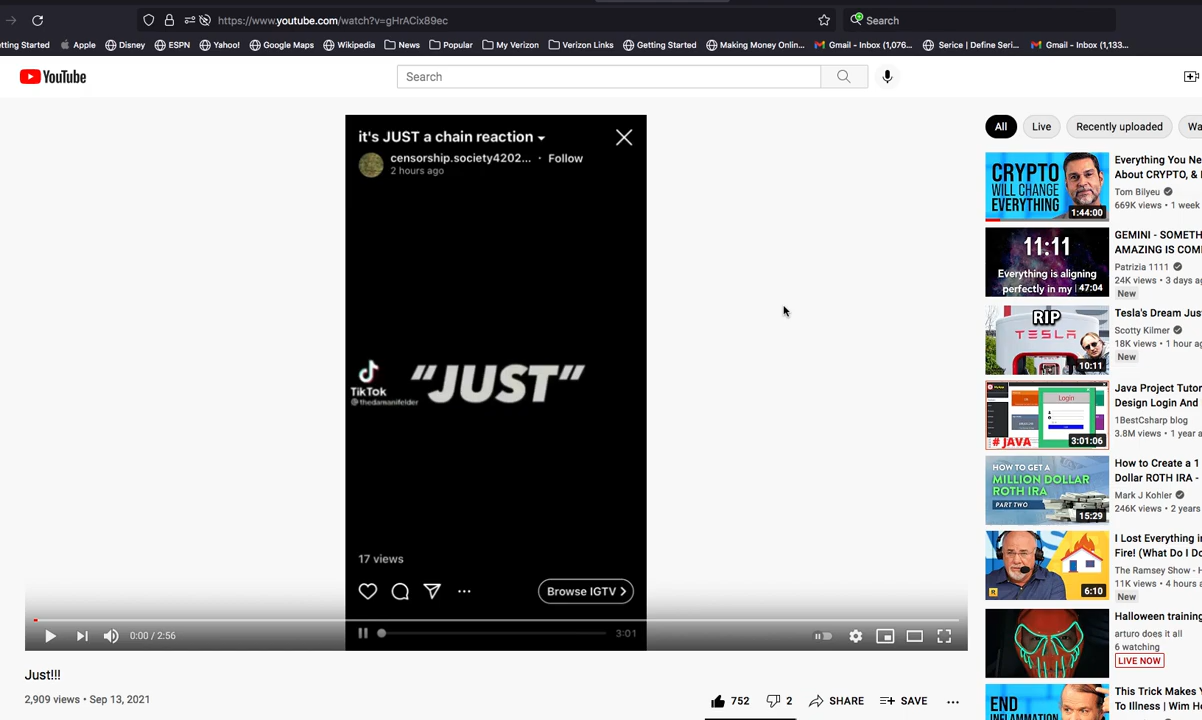 https://www.youtube.com/watch?v=gHrACix89ec
Search
tting Started
Apple
Disney
ESPN
Yahoo!
Google Maps
Wikipedia
News
Popular
My Verizon
Verizon Links
Getting Started
Making Money Onlin...
Gmail - Inbox (1,076...
Serice | Define Seri...
Gmail - Inbox (1,133...
YouTube
Search
it's JUST a chain reaction
censorship.society4202... · Follow
2 hours ago
"JUST"
TikTok
@thedamanifelder
17 views
Browse IGTV >
3:01
0:00 / 2:56
Just!!!
2,909 views • Sep 13, 2021
752
2
SHARE
SAVE
All
Live
Recently uploaded
Wa
CRYPTO
WILL CHANGE
EVERYTHING
1:44:00
Everything You Ne
About CRYPTO, &
Tom Bilyeu
669K views • 1 week
11:11
Everything is aligning
perfectly in my
47:04
GEMINI - SOMETH
AMAZING IS COM
Patrizia 1111
24K views • 3 days ag
New
RIP
TESLA
10:11
Tesla's Dream Jus
Scotty Kilmer
18K views • 1 hour ag
New
Login
# JAVA
3:01:06
Java Project Tutor
Design Login And
1BestCsharp blog
3.8M views • 1 year a
HOW TO GET A
MILLION DOLLAR
ROTH IRA
PART TWO
15:29
How to Create a 1
Dollar ROTH IRA -
Mark J Kohler
246K views • 2 years
R
6:10
I Lost Everything in
Fire! (What Do I Do
The Ramsey Show - H
11K views • 4 hours a
New
Halloween training
arturo does it all
6 watching
LIVE NOW
END
INFLAMMATION
This Trick Makes Y
To Illness | Wim H